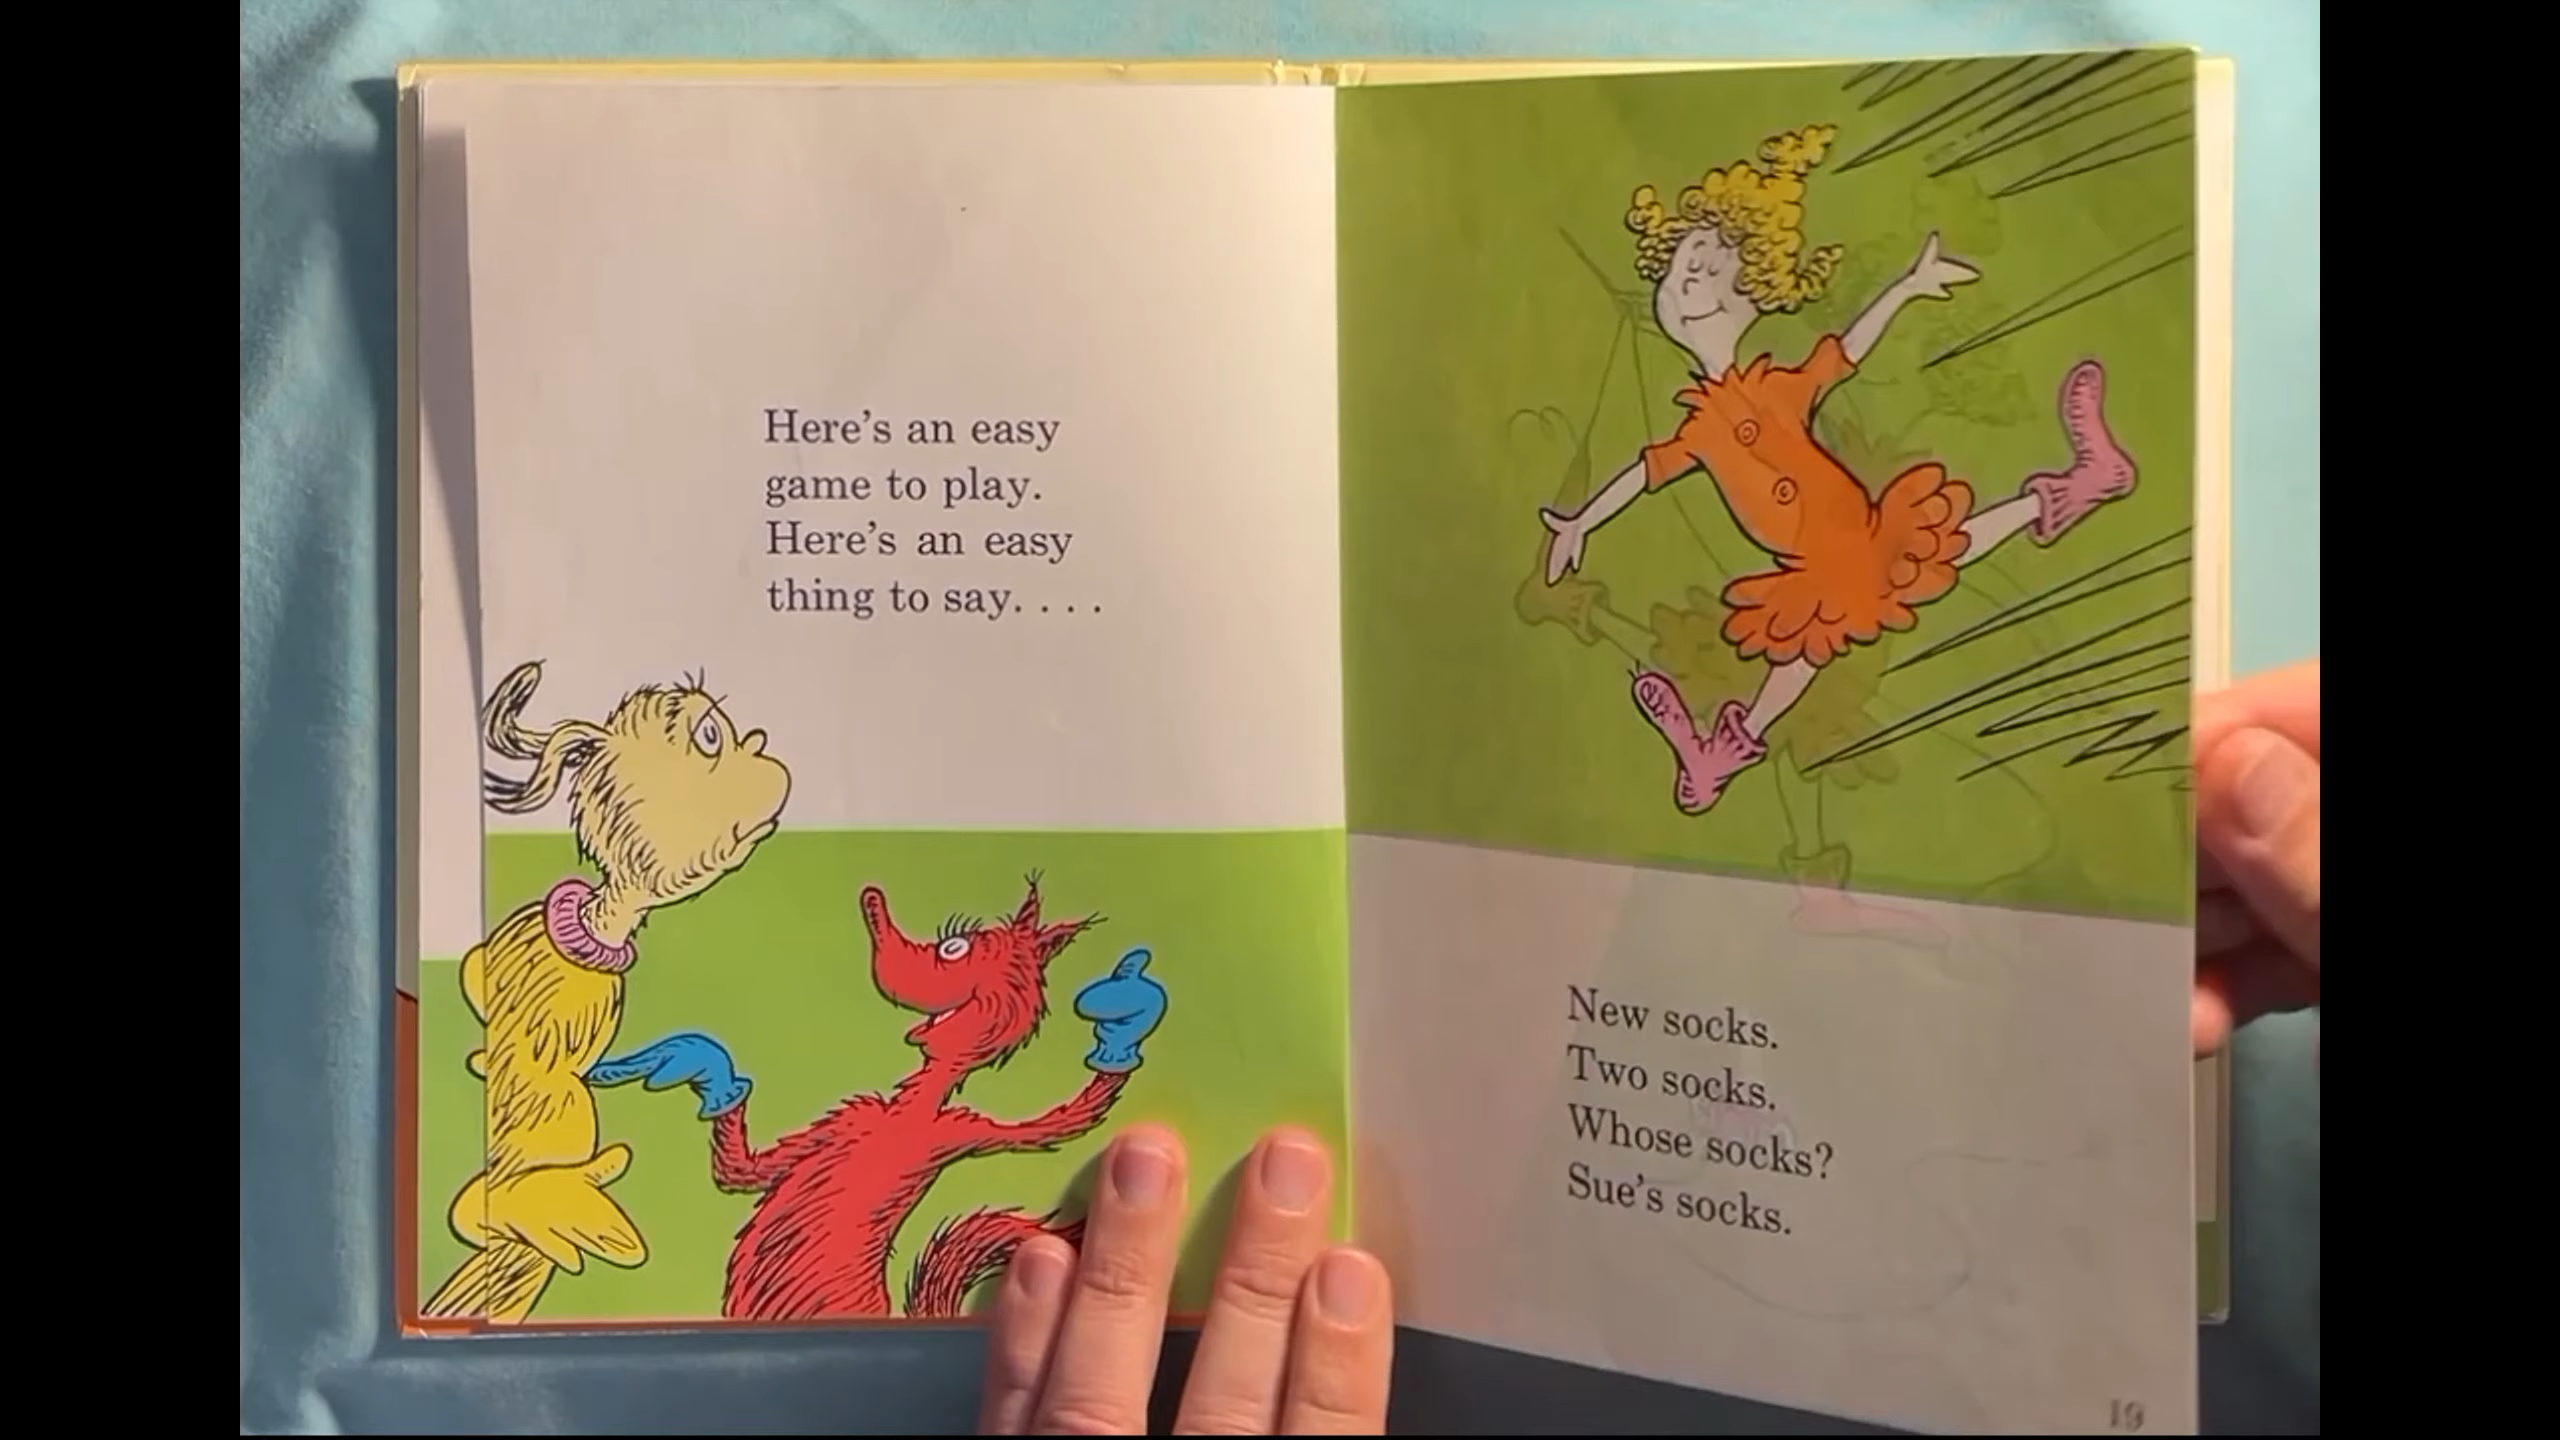 Here's an easy
game to play.
Here's an easy
thing to say. . . .
New socks.
Two socks.
Whose socks?
Sue's socks.
19